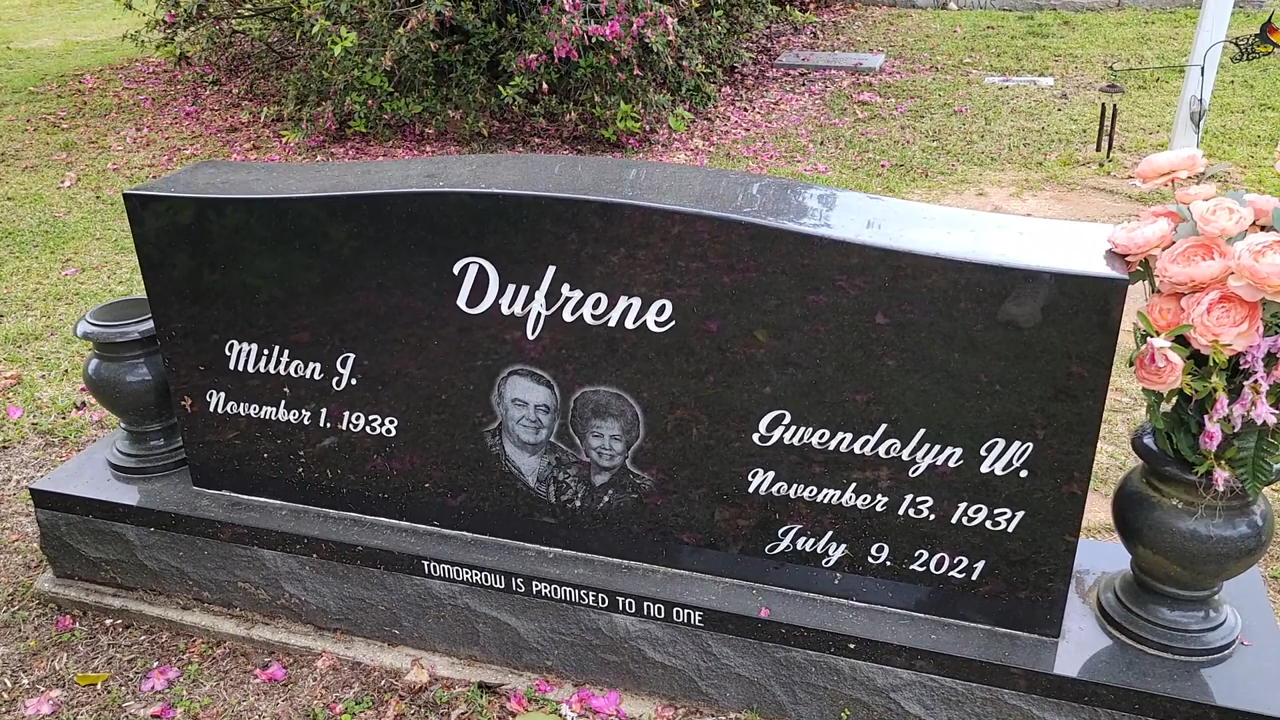 Dufrene
Milton J.
November 1, 1938
Gwendolyn W.
November 13, 1931
July 9, 2021
TOMORROW IS PROMISED TO NO ONE